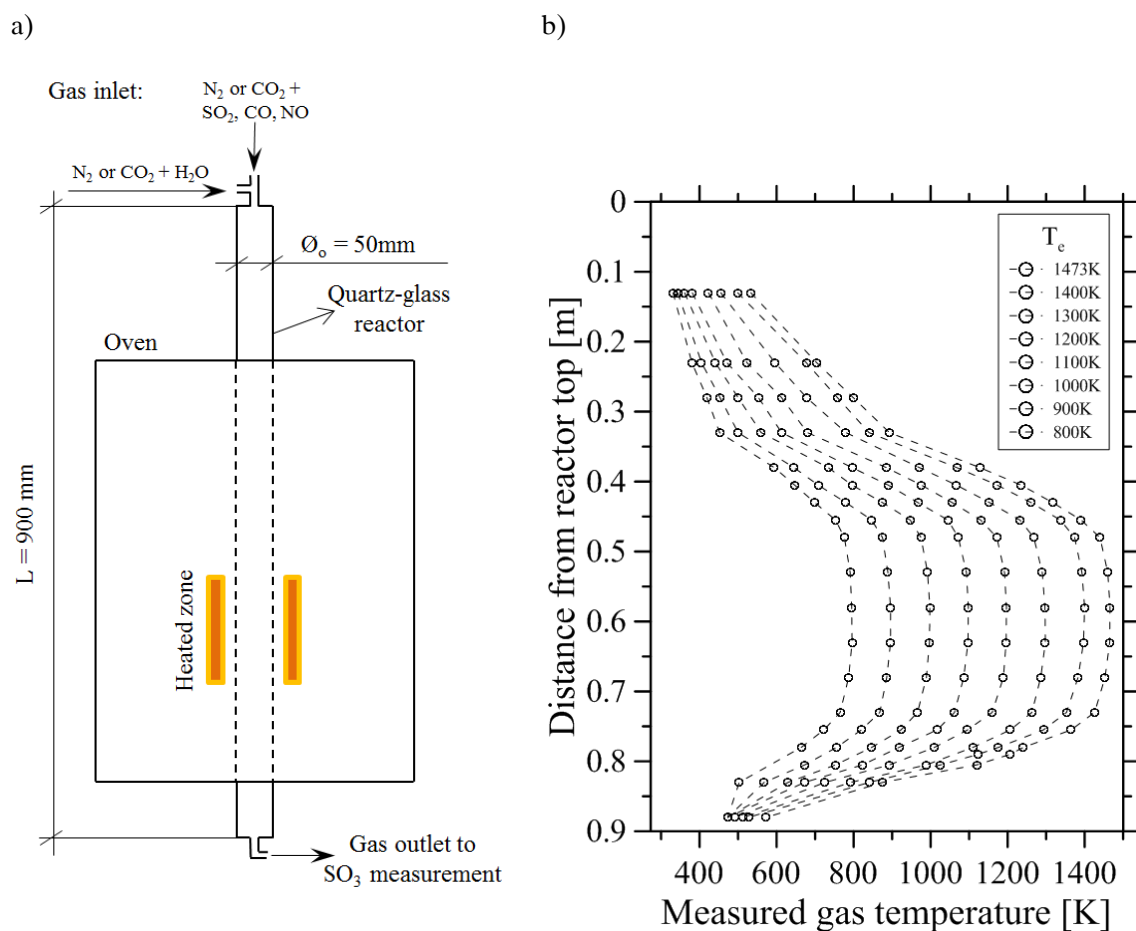 a)
Gas inlet:
N₂ or CO₂ +
SO₂, CO, NO
N₂ or CO₂ + H₂O
Øₒ = 50mm
Quartz-glass
reactor
Oven
L = 900 mm
Heated zone
Gas outlet to
SO₃ measurement
b)
0
0.1
0.2
0.3
0.4
0.5
0.6
0.7
0.8
0.9
Distance from reactor top [m]
Tₑ
1473K
1400K
1300K
1200K
1100K
1000K
900K
800K
400 600 800 1000 1200 1400
Measured gas temperature [K]